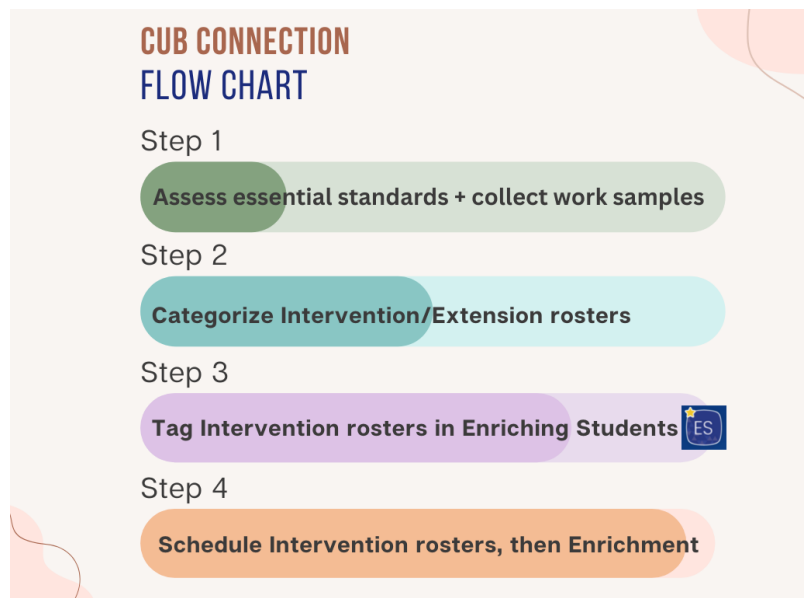 CUB CONNECTION
FLOW CHART
Step 1
Assess essential standards + collect work samples
Step 2
Categorize Intervention/Extension rosters
Step 3
Tag Intervention rosters in Enriching Students ES
Step 4
Schedule Intervention rosters, then Enrichment